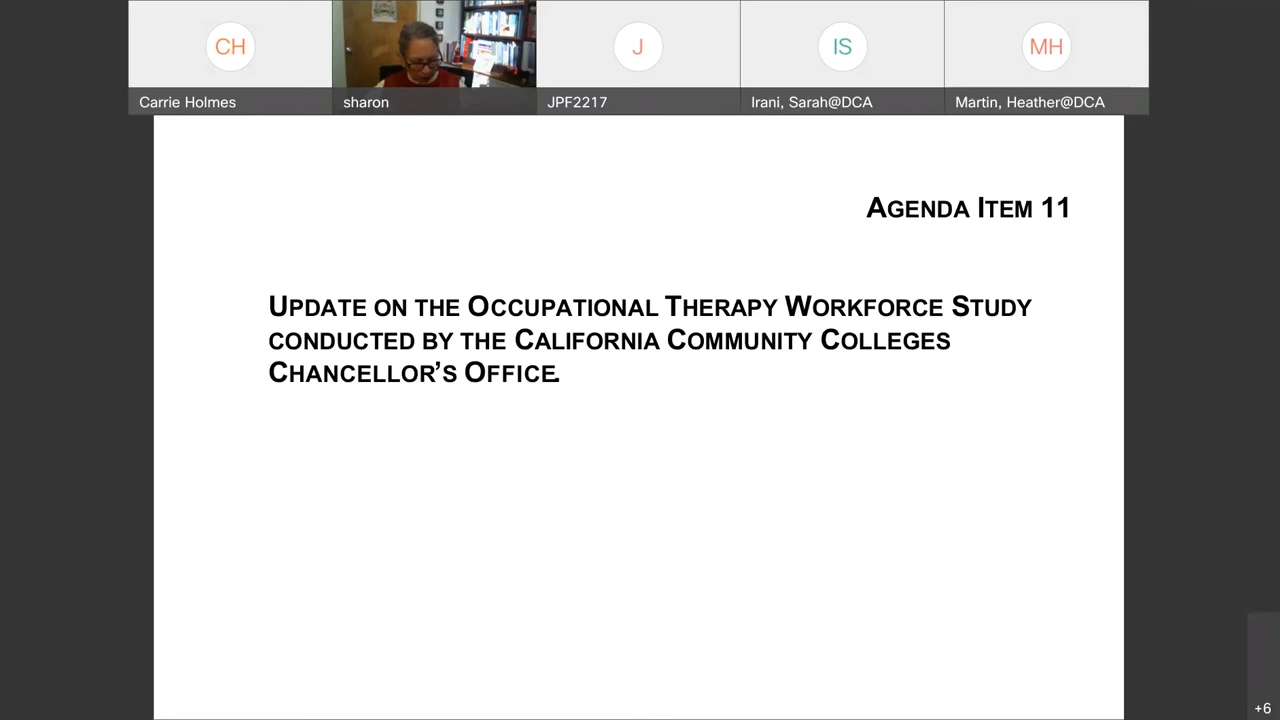 CH
J
IS
MH
Carrie Holmes
sharon
JPF2217
Irani, Sarah@DCA
Martin, Heather@DCA
AGENDA ITEM 11
UPDATE ON THE OCCUPATIONAL THERAPY WORKFORCE STUDY
CONDUCTED BY THE CALIFORNIA COMMUNITY COLLEGES
CHANCELLOR’S OFFICE.
+6